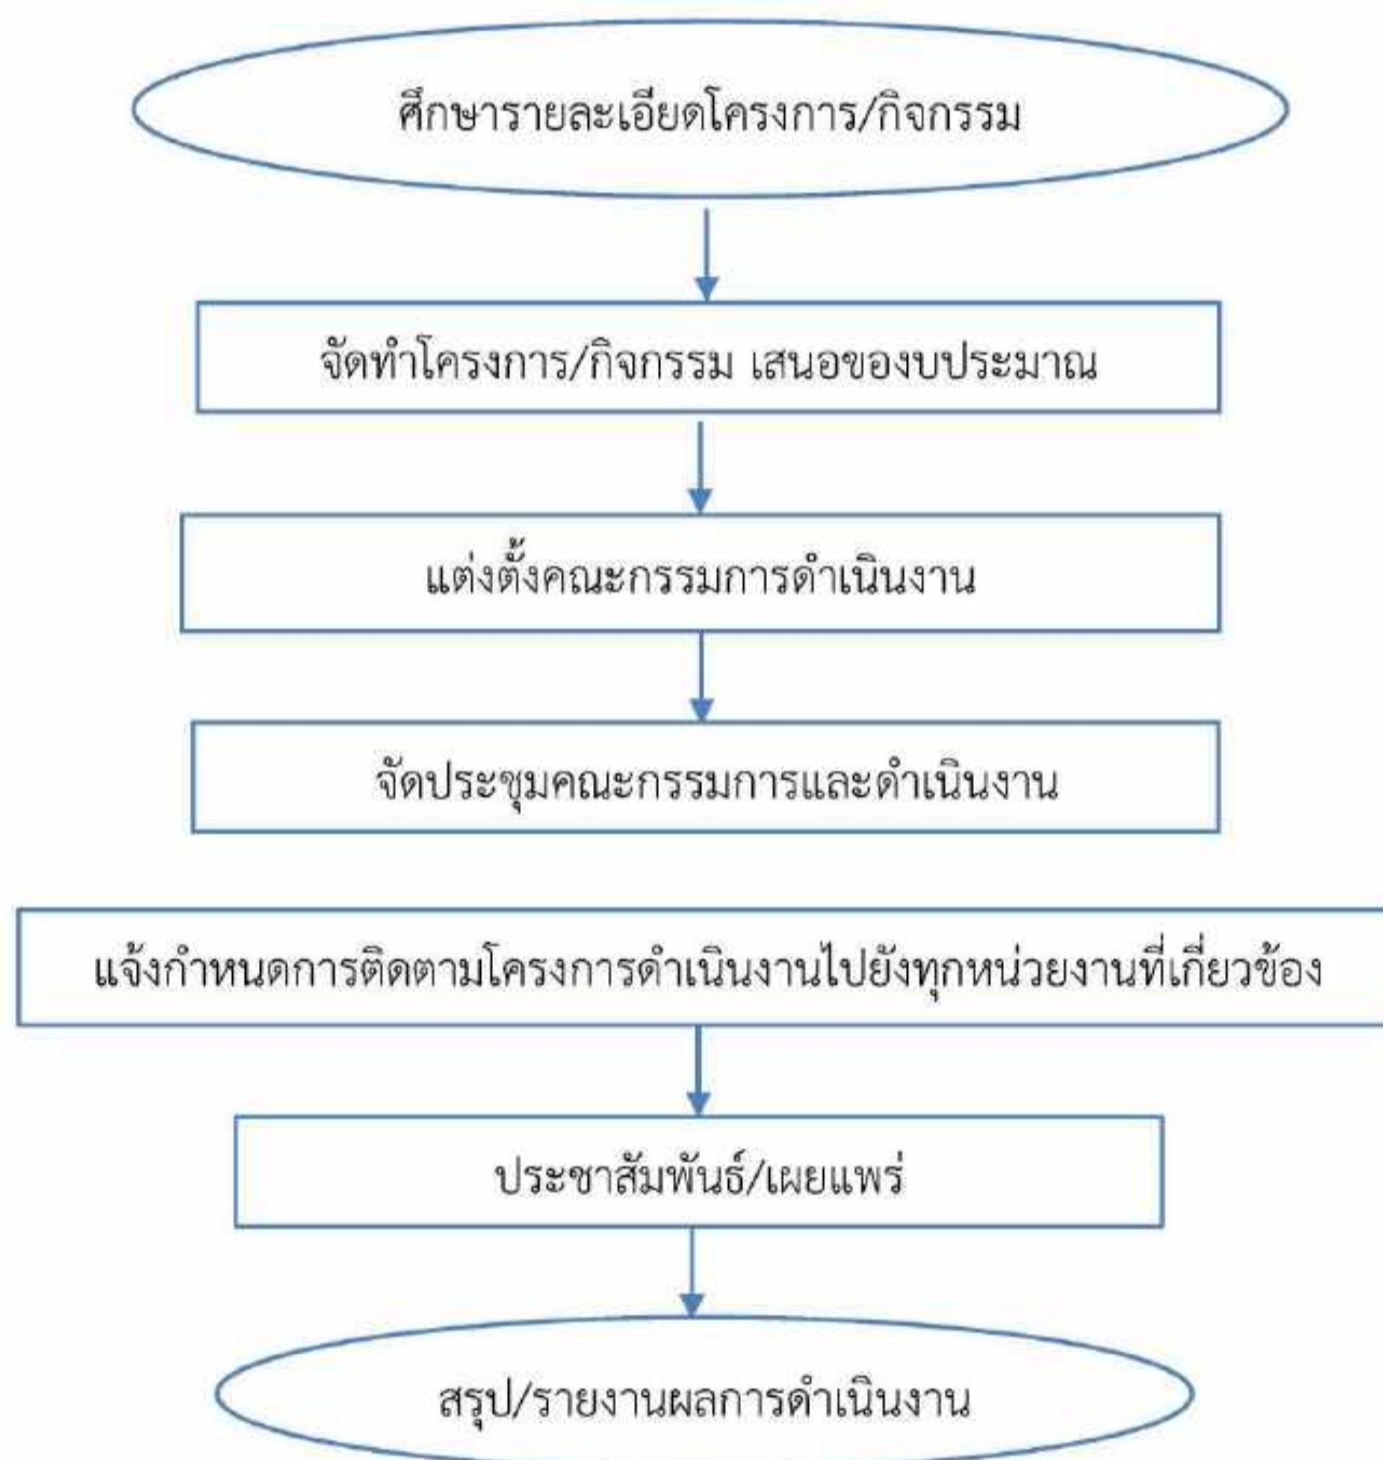 ศึกษารายละเอียดโครงการ/กิจกรรม
จัดทำโครงการ/กิจกรรม เสนอของบประมาณ
แต่งตั้งคณะกรรมการดำเนินงาน
จัดประชุมคณะกรรมการและดำเนินงาน
แจ้งกำหนดการติดตามโครงการดำเนินงานไปยังทุกหน่วยงานที่เกี่ยวข้อง
ประชาสัมพันธ์/เผยแพร่
สรุป/รายงานผลการดำเนินงาน